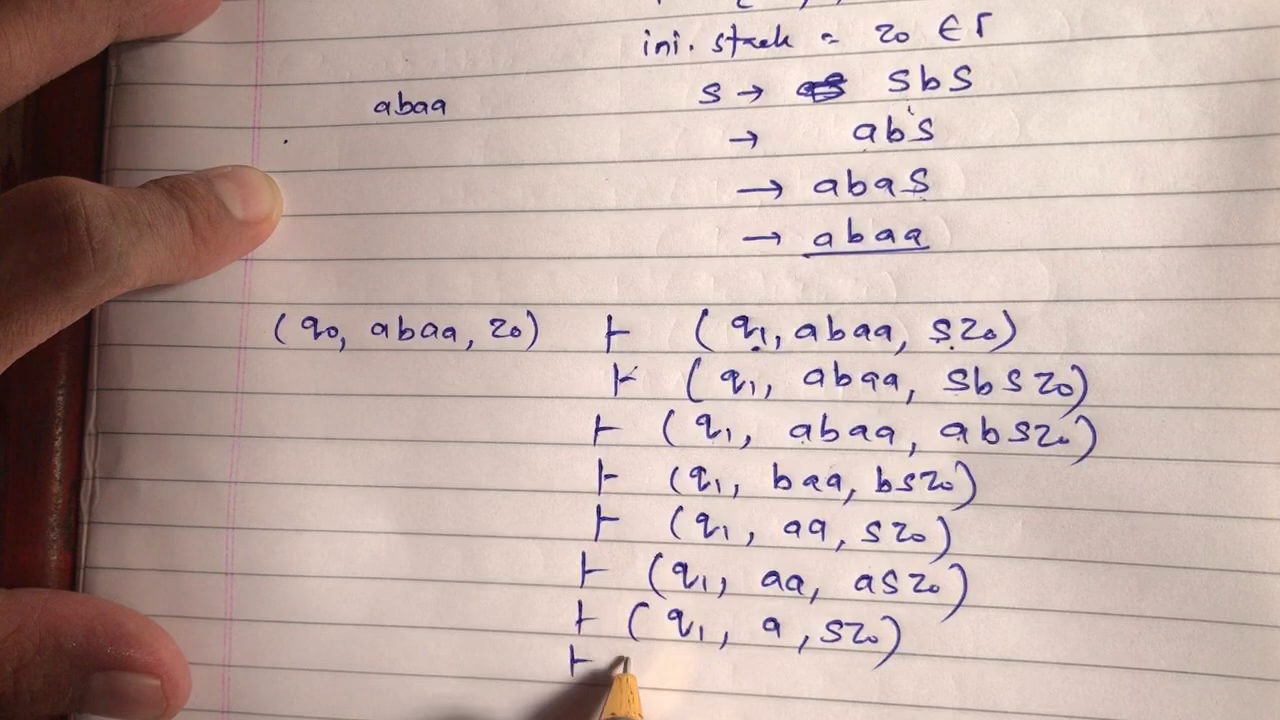 ini. stack = z0 ∈ Γ
abaa
S → SbS
→ abS
→ abaS
→ abaa
(q0, abaa, z0) ⊢ (q1, abaa, Sz0)
⊢ (q1, abaa, SbSz0)
⊢ (q1, abaa, abSz0)
⊢ (q1, baa, bSz0)
⊢ (q1, aa, Sz0)
⊢ (q1, aa, aSz0)
⊢ (q1, a, Sz0)
⊢